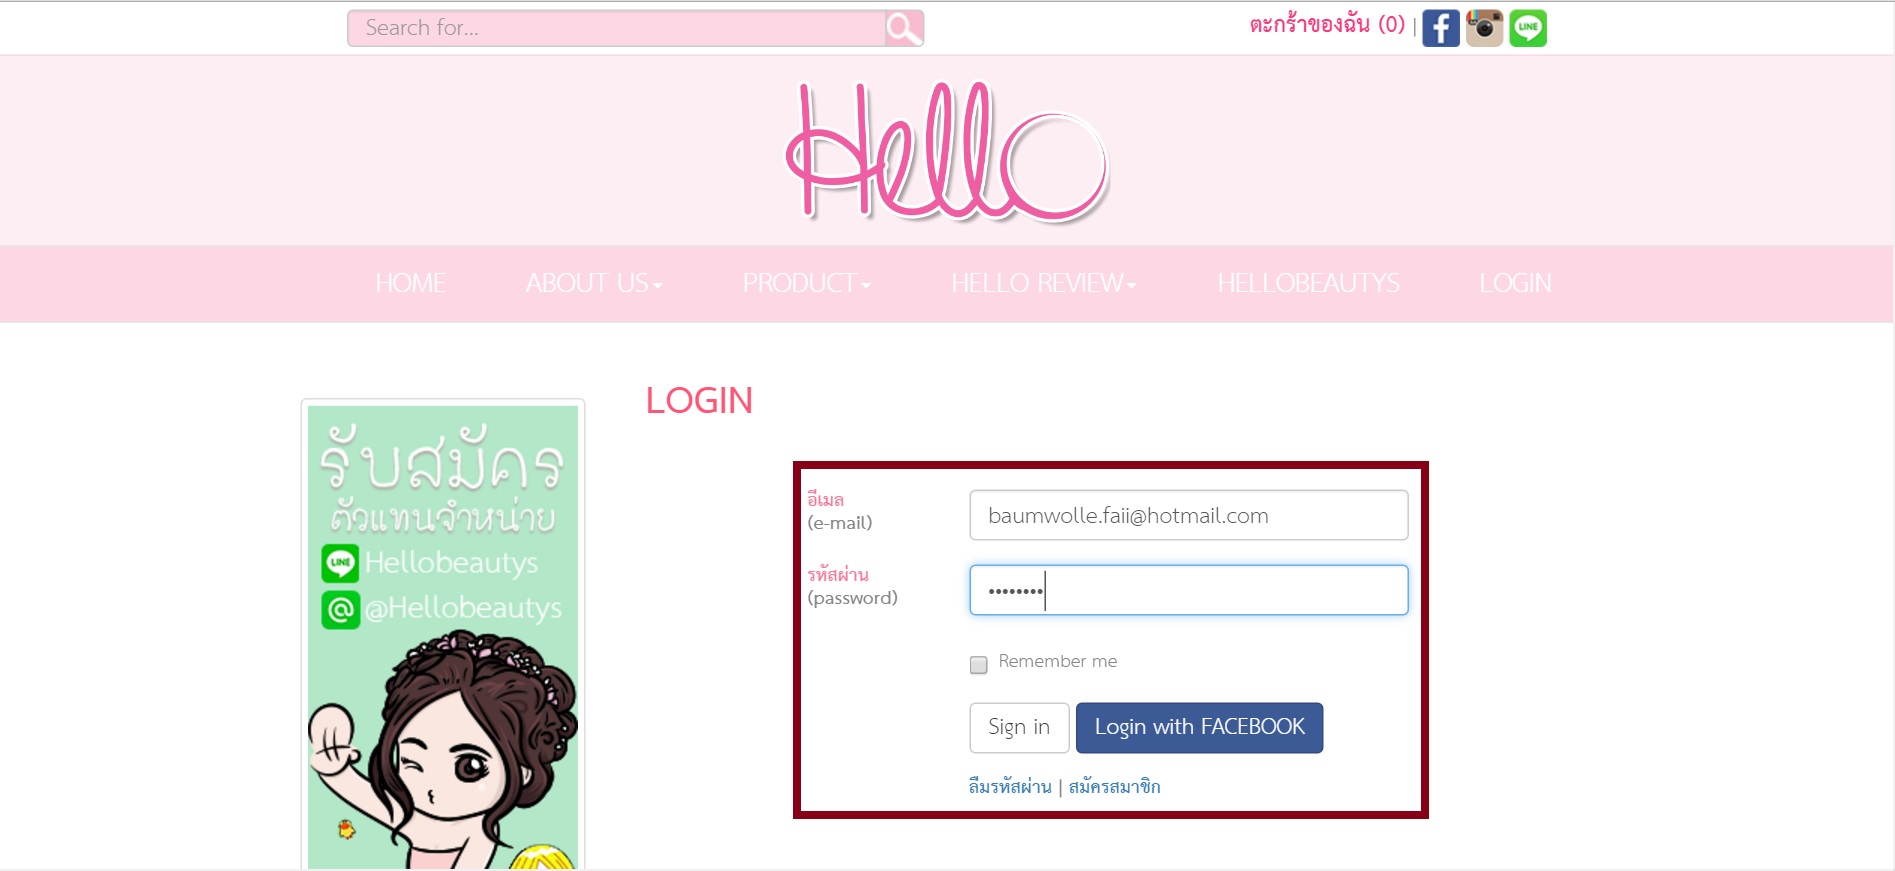 Search for...
ตะกร้าของฉัน (0) |
LINE
Hello
HOME ABOUT US PRODUCT HELLO REVIEW HELLOBEAUTYS LOGIN
LOGIN
รับสมัคร
ตัวแทนจำหน่าย
LINE Hellobeautys
@ @Hellobeautys
อีเมล
(e-mail)
baumwolle.faii@hotmail.com
รหัสผ่าน
(password)
••••••••
Remember me
Sign in Login with FACEBOOK
ลืมรหัสผ่าน | สมัครสมาชิก